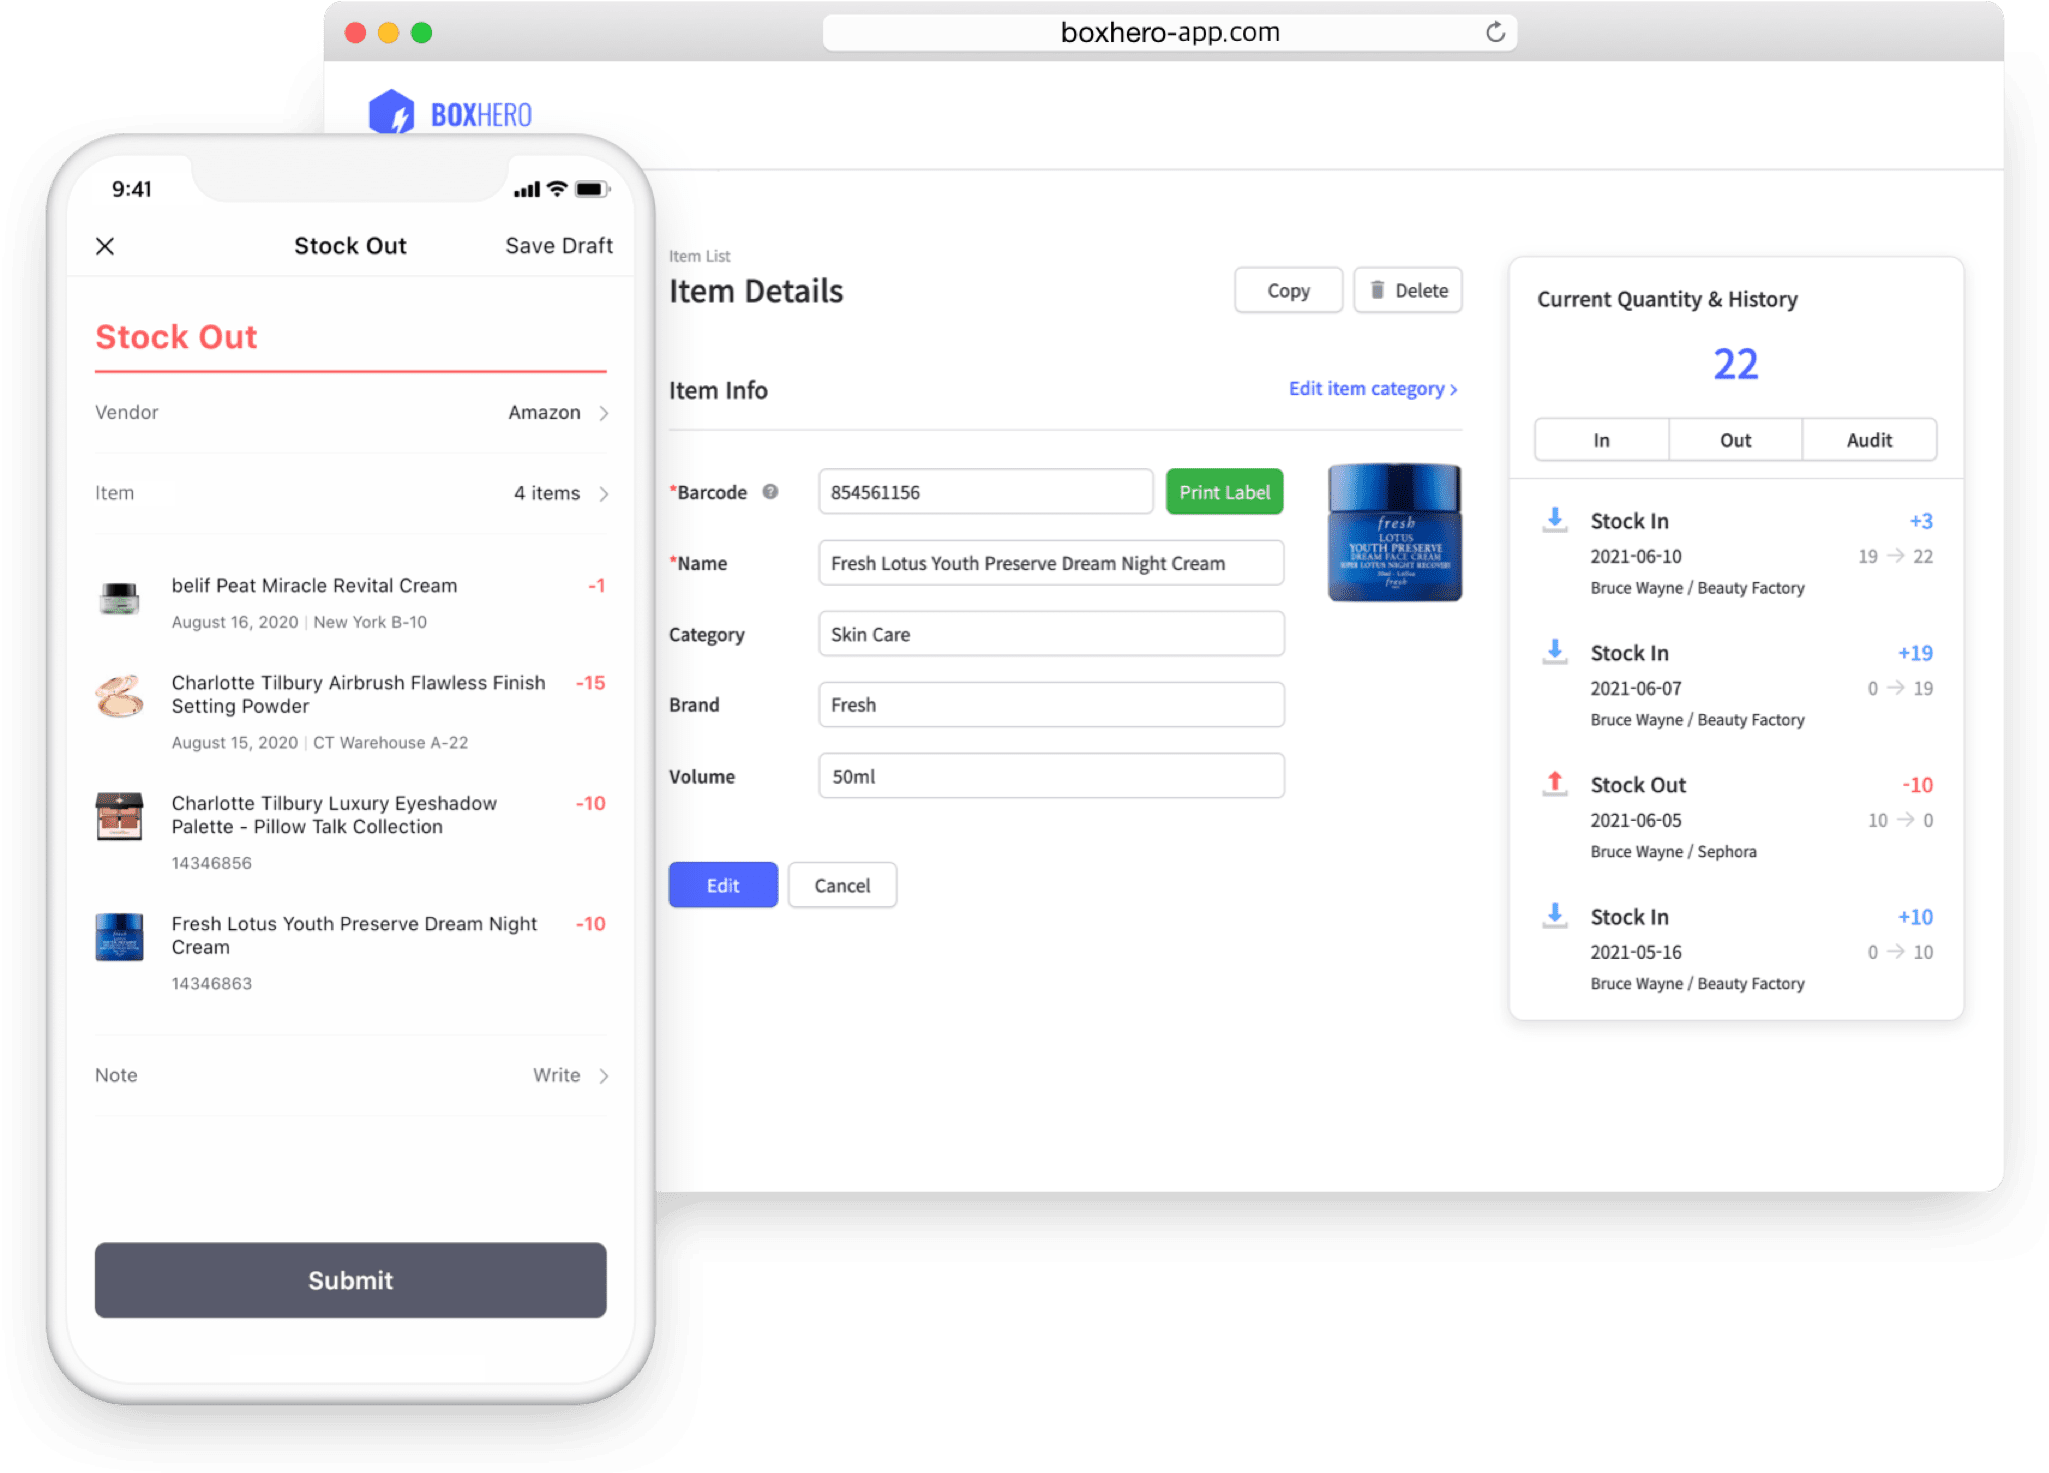 boxhero-app.com
BOXHERO
9:41
Stock Out
Save Draft
Stock Out
Vendor
Amazon
Item
4 items
belif Peat Miracle Revital Cream
-1
August 16, 2020 | New York B-10
Charlotte Tilbury Airbrush Flawless Finish
-15
Setting Powder
August 15, 2020 | CT Warehouse A-22
Charlotte Tilbury Luxury Eyeshadow
-10
Palette - Pillow Talk Collection
14346856
Fresh Lotus Youth Preserve Dream Night
-10
Cream
14346863
Note
Write
Submit
Item List
Item Details
Copy
Delete
Item Info
Edit item category >
*Barcode ?
854561156
Print Label
*Name
Fresh Lotus Youth Preserve Dream Night Cream
Category
Skin Care
Brand
Fresh
Volume
50ml
Edit
Cancel
fresh
LOTUS
YOUTH PRESERVE
DREAM FACE CREAM
SUPER LOTUS NIGHT RECOVERY
fresh
Current Quantity & History
22
In
Out
Audit
Stock In
+3
2021-06-10
19 → 22
Bruce Wayne / Beauty Factory
Stock In
+19
2021-06-07
0 → 19
Bruce Wayne / Beauty Factory
Stock Out
-10
2021-06-05
10 → 0
Bruce Wayne / Sephora
Stock In
+10
2021-05-16
0 → 10
Bruce Wayne / Beauty Factory